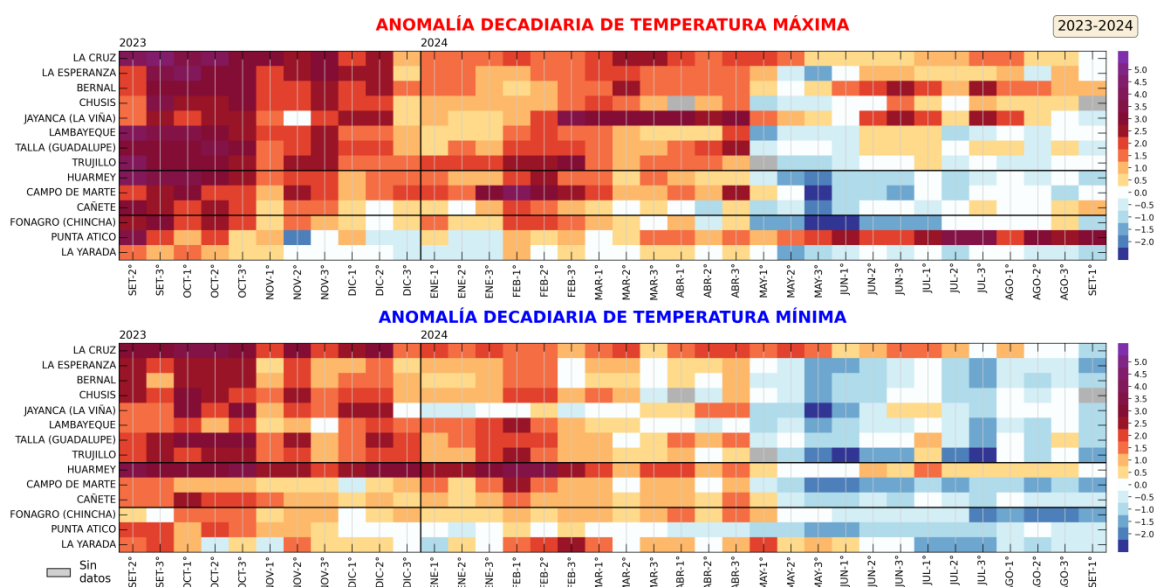 ANOMALÍA DECADIARIA DE TEMPERATURA MÁXIMA
2023-2024
2023 2024
LA CRUZ
LA ESPERANZA
BERNAL
CHUSIS
JAYANCA (LA VIÑA)
LAMBAYEQUE
TALLA (GUADALUPE)
TRUJILLO
HUARMEY
CAMPO DE MARTE
CAÑETE
FONAGRO (CHINCHA)
PUNTA ATICO
LA YARADA
5.0
4.5
4.0
3.5
3.0
2.5
2.0
1.5
1.0
0.5
0.0
−0.5
−1.0
−1.5
−2.0
SET-2° SET-3° OCT-1° OCT-2° OCT-3° NOV-1° NOV-2° NOV-3° DIC-1° DIC-2° DIC-3° ENE-1° ENE-2° ENE-3° FEB-1° FEB-2° FEB-3° MAR-1° MAR-2° MAR-3° ABR-1° ABR-2° ABR-3° MAY-1° MAY-2° MAY-3° JUN-1° JUN-2° JUN-3° JUL-1° JUL-2° JUL-3° AGO-1° AGO-2° AGO-3° SET-1°
ANOMALÍA DECADIARIA DE TEMPERATURA MÍNIMA
2023 2024
LA CRUZ
LA ESPERANZA
BERNAL
CHUSIS
JAYANCA (LA VIÑA)
LAMBAYEQUE
TALLA (GUADALUPE)
TRUJILLO
HUARMEY
CAMPO DE MARTE
CAÑETE
FONAGRO (CHINCHA)
PUNTA ATICO
LA YARADA
5.0
4.5
4.0
3.5
3.0
2.5
2.0
1.5
1.0
0.5
0.0
−0.5
−1.0
−1.5
−2.0
Sin
datos
SET-2° SET-3° OCT-1° OCT-2° OCT-3° NOV-1° NOV-2° NOV-3° DIC-1° DIC-2° DIC-3° ENE-1° ENE-2° ENE-3° FEB-1° FEB-2° FEB-3° MAR-1° MAR-2° MAR-3° ABR-1° ABR-2° ABR-3° MAY-1° MAY-2° MAY-3° JUN-1° JUN-2° JUN-3° JUL-1° JUL-2° JUL-3° AGO-1° AGO-2° AGO-3° SET-1°